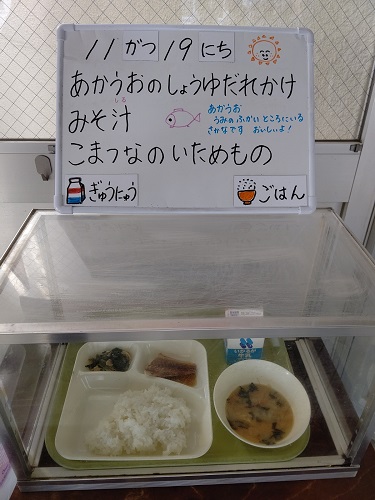 11がつ19にち
あかうおのしょうゆだれかけ
みそ汁
しる
あかうお
うみの ふかい ところにいる
さかなです おいしいよ!
こまつなのいためもの
ぎゅうにゅう
ごはん